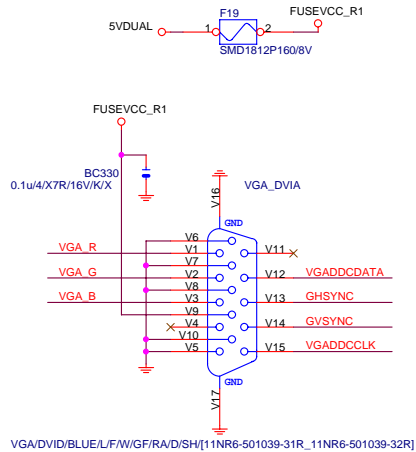 F19
FUSEVCC_R1
5VDUAL
1
2
SMD1812P160/8V
FUSEVCC_R1
BC330
0.1u/4/X7R/16V/K/X
VGA_DVIA
V16
GND
V6
VGA_R
V1
V11
V7
VGA_G
V2
V12
VGADDCDATA
V8
VGA_B
V3
V13
GHSYNC
V9
V4
V14
GVSYNC
V10
V5
V15
VGADDCCLK
GND
V17
VGA/DVID/BLUE/L/F/W/GF/RA/D/SH/[11NR6-501039-31R_11NR6-501039-32R]